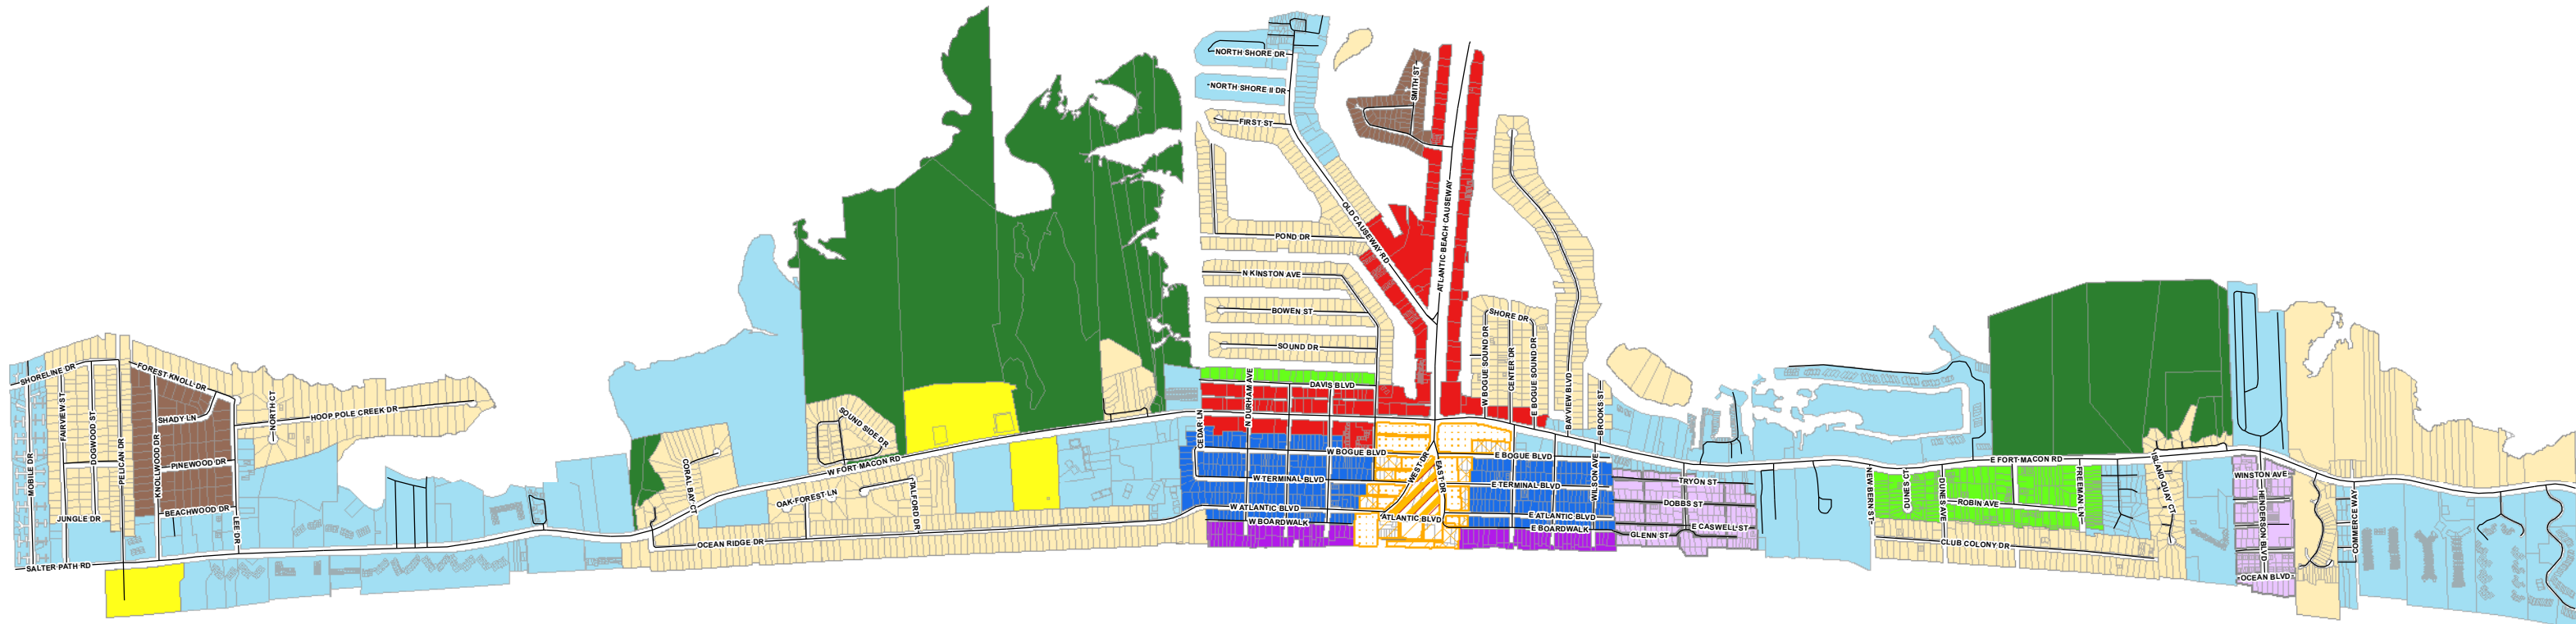 SHORELINE DR
MOBILE DR
FAIRVIEW ST
DOGWOOD ST
PELICAN DR
JUNGLE DR
SALTER PATH RD
FOREST KNOLL DR
SHADY LN
KNOLLWOOD DR
PINEWOOD DR
BEACHWOOD DR
LEE DR
NORTH CT
HOOP POLE CREEK DR
CORAL BAY CT
OCEAN RIDGE DR
SOUND SIDE DR
W FORT MACON RD
OAK FOREST LN
TALFORD DR
NORTH SHORE DR
NORTH SHORE II DR
FIRST ST
POND DR
N KINSTON AVE
BOWEN ST
SOUND DR
DAVIS BLVD
N DURHAM AVE
CEDAR LN
OLD CAUSEWAY RD
SMITH ST
ATLANTIC BEACH CAUSEWAY
W BOGUE SOUND DR
SHORE DR
CENTER DR
E BOGUE SOUND DR
BAYVIEW BLVD
BROOKS ST
W BOGUE BLVD
E BOGUE BLVD
W TERMINAL BLVD
E TERMINAL BLVD
WEST DR
EAST DR
WILSON AVE
W ATLANTIC BLVD
ATLANTIC BLVD
E ATLANTIC BLVD
W BOARDWALK
E BOARDWALK
TRYON ST
DOBBS ST
E CASWELL ST
GLENN ST
NEW BERN ST
DUNES CT
DUNES AVE
ROBIN AVE
FREEMAN LN
E FORT MACON RD
CLUB COLONY DR
ISLAND QUAY CT
WINSTON AVE
HENDERSON BLVD
OCEAN BLVD
COMMERCE WAY